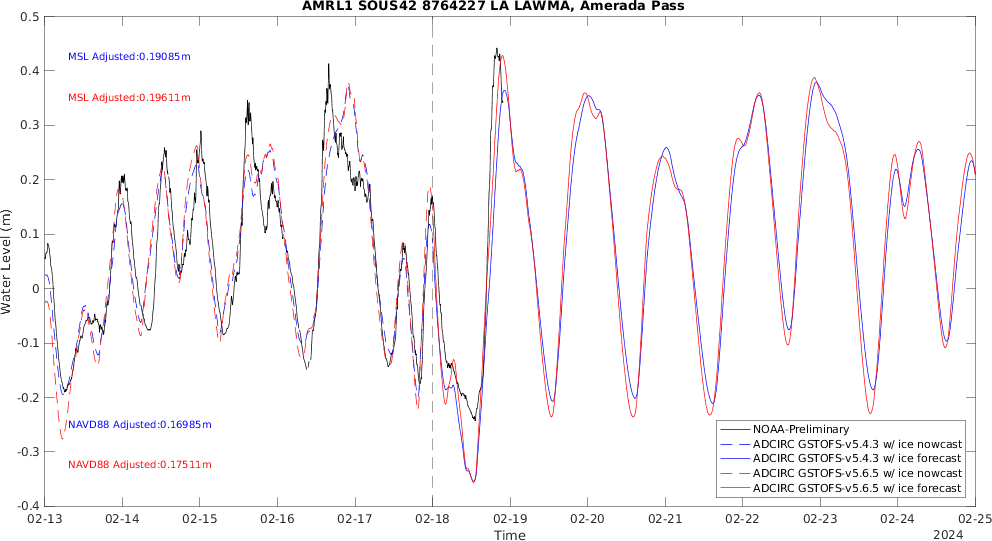 AMRL1 SOUS42 8764227 LA LAWMA, Amerada Pass
0.5
0.4
0.3
0.2
0.1
0
-0.1
-0.2
-0.3
-0.4
Water Level (m)
MSL Adjusted:0.19085m
MSL Adjusted:0.19611m
NAVD88 Adjusted:0.16985m
NAVD88 Adjusted:0.17511m
NOAA-Preliminary
ADCIRC GSTOFS-v5.4.3 w/ ice nowcast
ADCIRC GSTOFS-v5.4.3 w/ ice forecast
ADCIRC GSTOFS-v5.6.5 w/ ice nowcast
ADCIRC GSTOFS-v5.6.5 w/ ice forecast
02-13 02-14 02-15 02-16 02-17 02-18 02-19 02-20 02-21 02-22 02-23 02-24 02-25
Time
2024